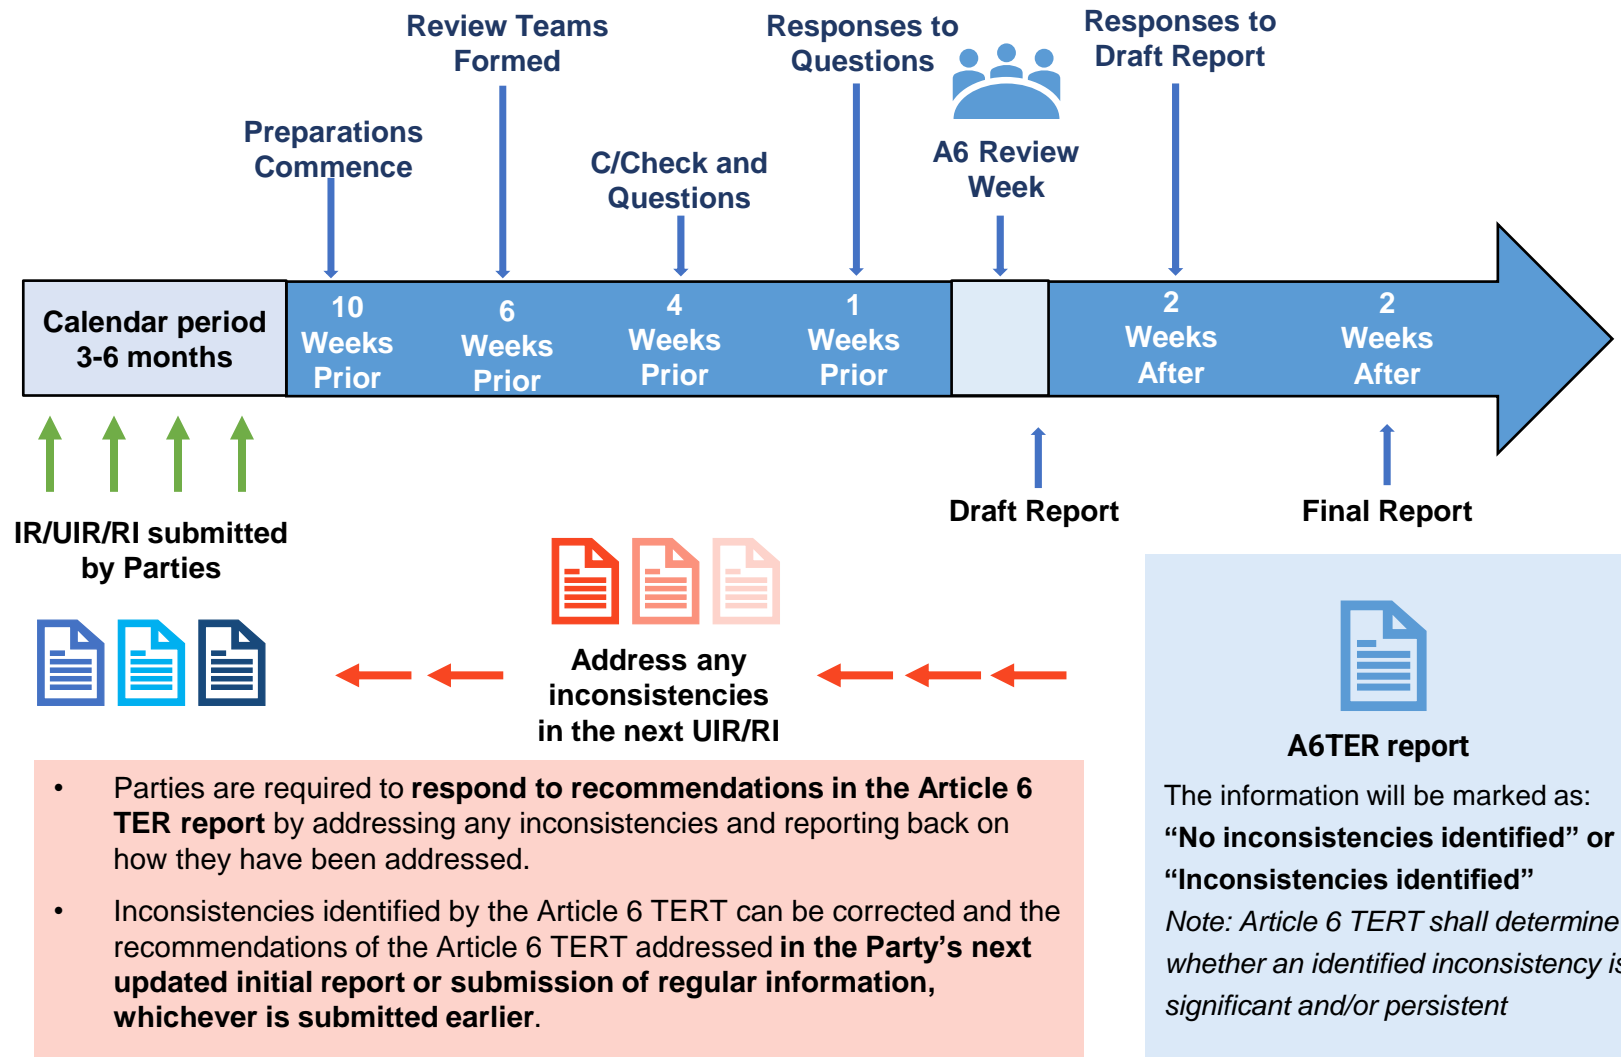 Review Teams
Formed
Responses to
Questions
Responses to
Draft Report
Preparations
Commence
C/Check and
Questions
A6 Review
Week
Calendar period
3-6 months
10
Weeks
Prior
6
Weeks
Prior
4
Weeks
Prior
1
Weeks
Prior
2
Weeks
After
2
Weeks
After
IR/UIR/RI submitted
by Parties
Draft Report
Final Report
Address any
inconsistencies
in the next UIR/RI
A6TER report
The information will be marked as:
“No inconsistencies identified” or
“Inconsistencies identified”
Note: Article 6 TERT shall determine
whether an identified inconsistency is
significant and/or persistent
• Parties are required to respond to recommendations in the Article 6
TER report by addressing any inconsistencies and reporting back on
how they have been addressed.
• Inconsistencies identified by the Article 6 TERT can be corrected and the
recommendations of the Article 6 TERT addressed in the Party’s next
updated initial report or submission of regular information,
whichever is submitted earlier.